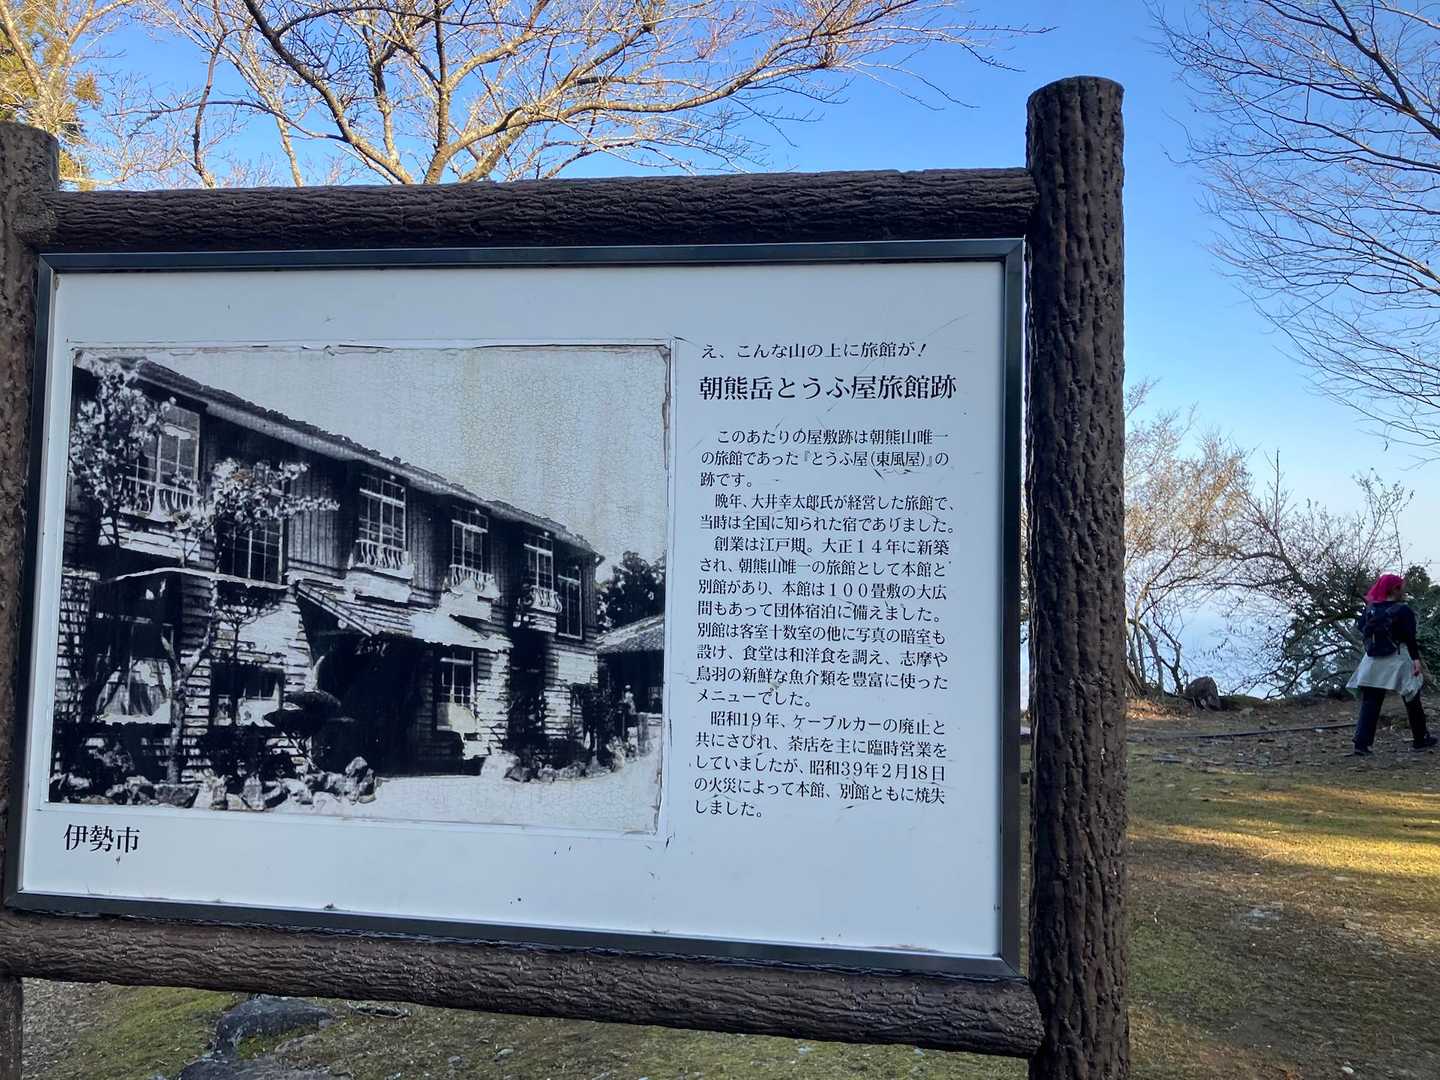 え、こんな山の上に旅館が！
朝熊岳とうふ屋旅館跡
このあたりの屋敷跡は朝熊山唯一
の旅館であった『とうふ屋（東風屋）』の
跡です。
晩年、大井幸太郎氏が経営した旅館で、
当時は全国に知られた宿でありました。
創業は江戸期。大正１４年に新築
され、朝熊山唯一の旅館として本館と
別館があり、本館は１００畳敷の大広
間もあって団体宿泊に備えました。
別館は客室十数室の他に写真の暗室も
設け、食堂は和洋食を調え、志摩や
鳥羽の新鮮な魚介類を豊富に使った
メニューでした。
昭和19年、ケーブルカーの廃止と
共にさびれ、茶店を主に臨時営業を
していましたが、昭和39年２月18日
の火災によって本館、別館ともに焼失
しました。
伊勢市